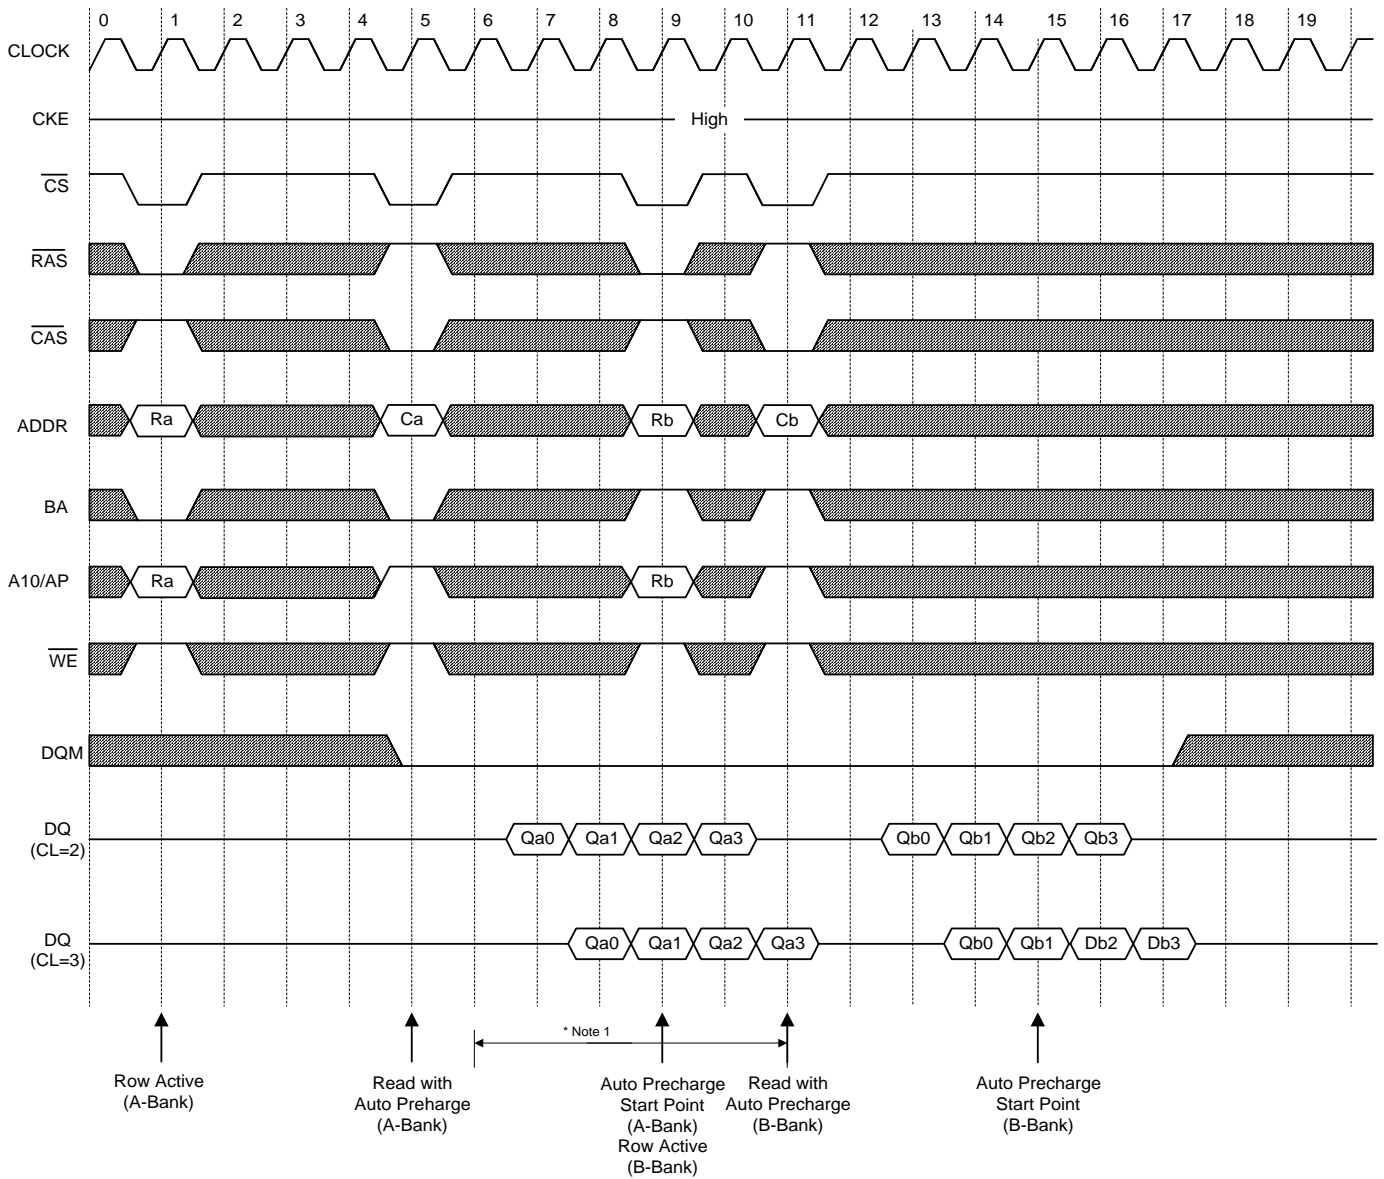 0 1 2 3 4 5 6 7 8 9 10 11 12 13 14 15 16 17 18 19
CLOCK
CKE High
CS
RAS
CAS
ADDR Ra Ca Rb Cb
BA
A10/AP Ra Rb
WE
DQM
DQ
(CL=2)
Qa0 Qa1 Qa2 Qa3 Qb0 Qb1 Qb2 Qb3
DQ
(CL=3)
Qa0 Qa1 Qa2 Qa3 Qb0 Qb1 Db2 Db3
* Note 1
Row Active
(A-Bank)
Read with
Auto Preharge
(A-Bank)
Auto Precharge
Start Point
(A-Bank)
Row Active
(B-Bank)
Read with
Auto Precharge
(B-Bank)
Auto Precharge
Start Point
(B-Bank)